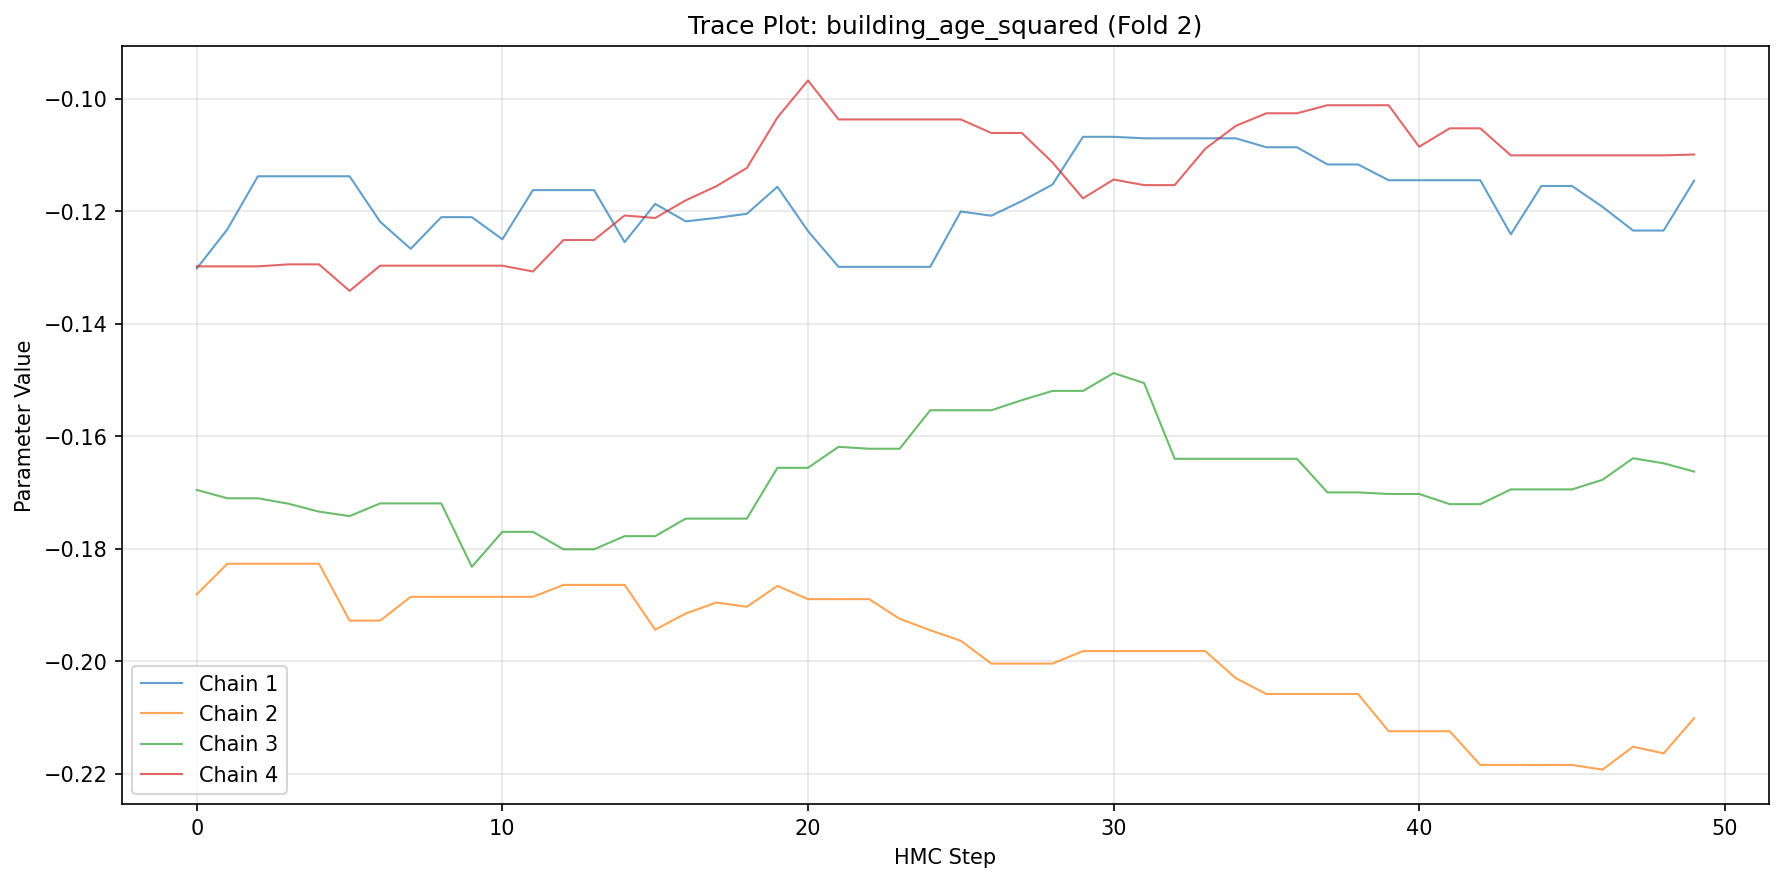 Trace Plot: building_age_squared (Fold 2)
Parameter Value
−0.10
−0.12
−0.14
−0.16
−0.18
−0.20
−0.22
Chain 1
Chain 2
Chain 3
Chain 4
0
10
20
30
40
50
HMC Step